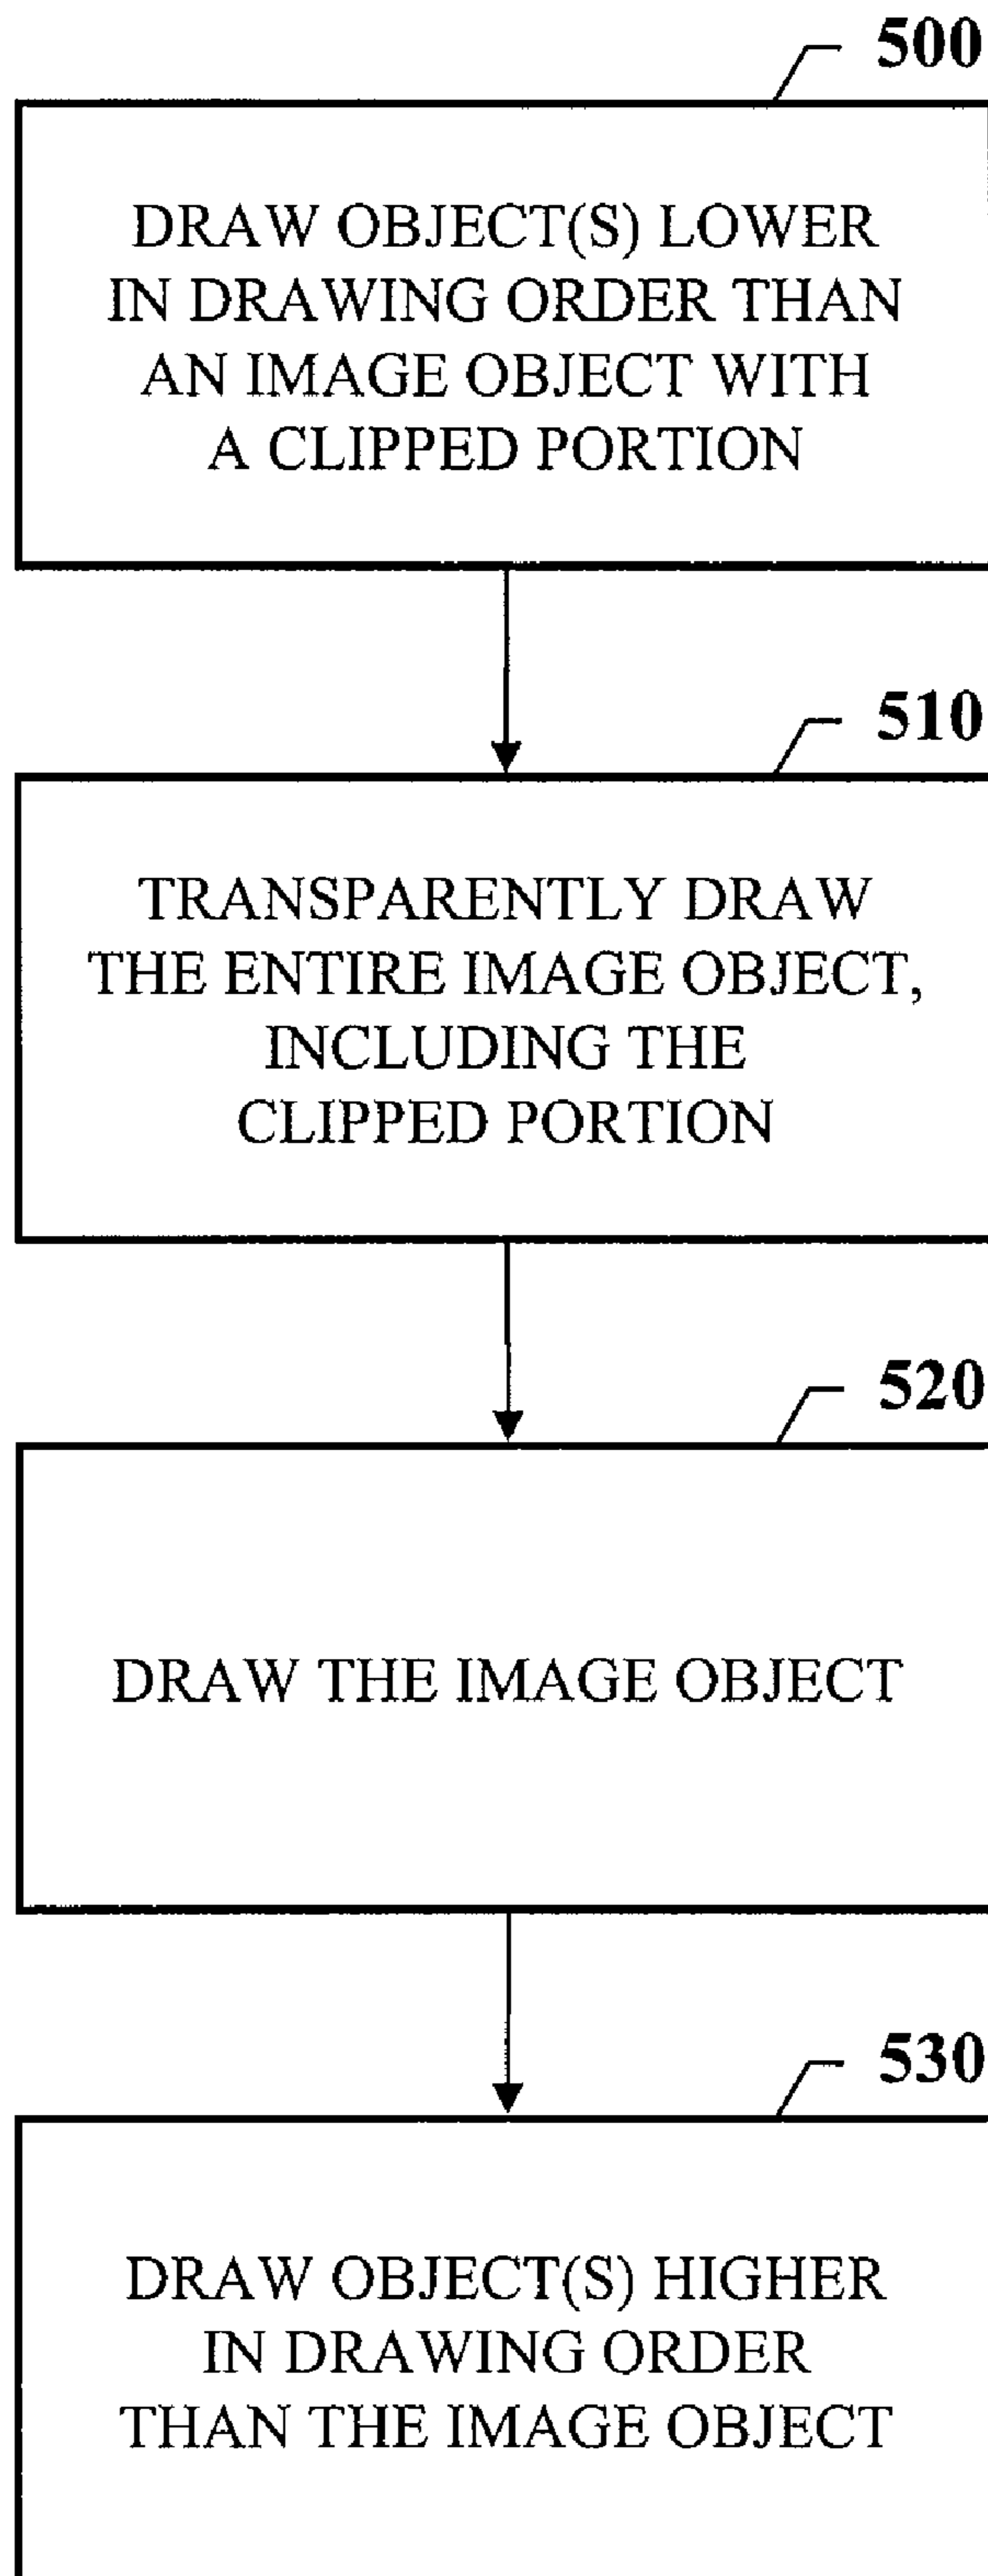 500
DRAW OBJECT(S) LOWER
IN DRAWING ORDER THAN
AN IMAGE OBJECT WITH
A CLIPPED PORTION
510
TRANSPARENTLY DRAW
THE ENTIRE IMAGE OBJECT,
INCLUDING THE
CLIPPED PORTION
520
DRAW THE IMAGE OBJECT
530
DRAW OBJECT(S) HIGHER
IN DRAWING ORDER
THAN THE IMAGE OBJECT